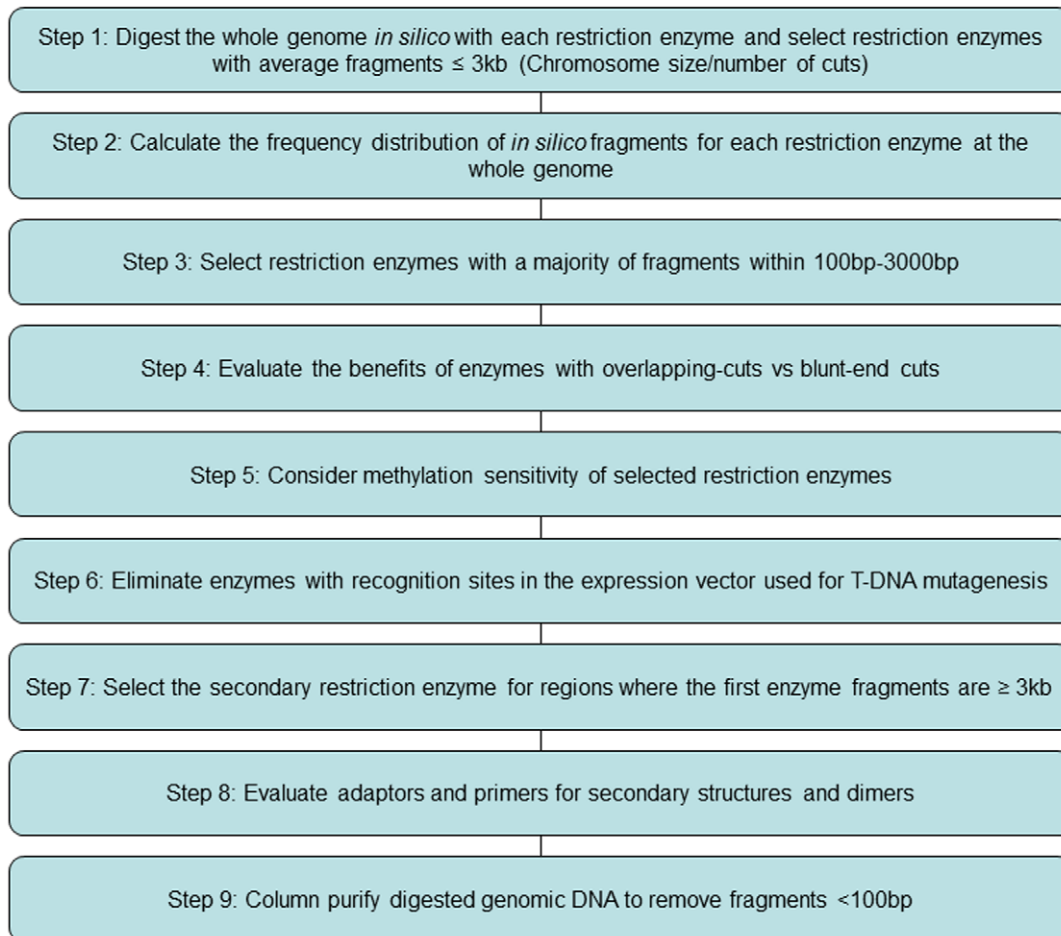 Step 1: Digest the whole genome in silico with each restriction enzyme and select restriction enzymes
with average fragments ≤ 3kb (Chromosome size/number of cuts)
Step 2: Calculate the frequency distribution of in silico fragments for each restriction enzyme at the
whole genome
Step 3: Select restriction enzymes with a majority of fragments within 100bp-3000bp
Step 4: Evaluate the benefits of enzymes with overlapping-cuts vs blunt-end cuts
Step 5: Consider methylation sensitivity of selected restriction enzymes
Step 6: Eliminate enzymes with recognition sites in the expression vector used for T-DNA mutagenesis
Step 7: Select the secondary restriction enzyme for regions where the first enzyme fragments are ≥ 3kb
Step 8: Evaluate adaptors and primers for secondary structures and dimers
Step 9: Column purify digested genomic DNA to remove fragments <100bp